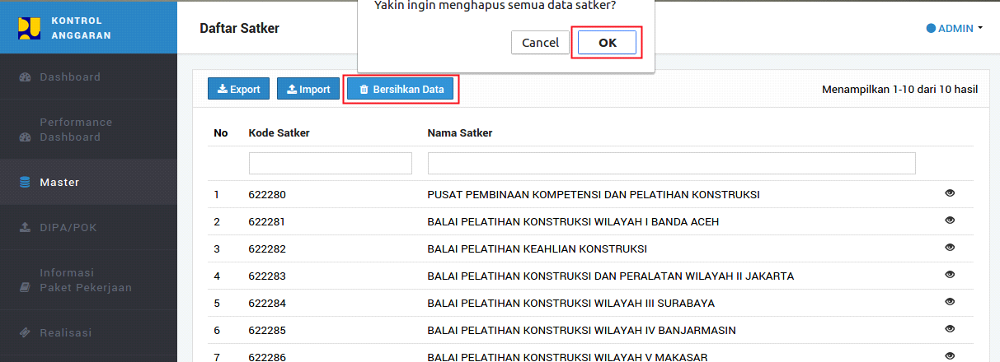 Yakin ingin menghapus semua data satker?
Cancel
OK
KONTROL
ANGGARAN
Daftar Satker
ADMIN
Dashboard
Performance
Dashboard
Master
DIPA/POK
Informasi
Paket Pekerjaan
Realisasi
Export
Import
Bersihkan Data
Menampilkan 1-10 dari 10 hasil
No Kode Satker Nama Satker
1 622280 PUSAT PEMBINAAN KOMPETENSI DAN PELATIHAN KONSTRUKSI
2 622281 BALAI PELATIHAN KONSTRUKSI WILAYAH I BANDA ACEH
3 622282 BALAI PELATIHAN KEAHLIAN KONSTRUKSI
4 622283 BALAI PELATIHAN KONSTRUKSI DAN PERALATAN WILAYAH II JAKARTA
5 622284 BALAI PELATIHAN KONSTRUKSI WILAYAH III SURABAYA
6 622285 BALAI PELATIHAN KONSTRUKSI WILAYAH IV BANJARMASIN
7 622286 BALAI PELATIHAN KONSTRUKSI WILAYAH V MAKASAR